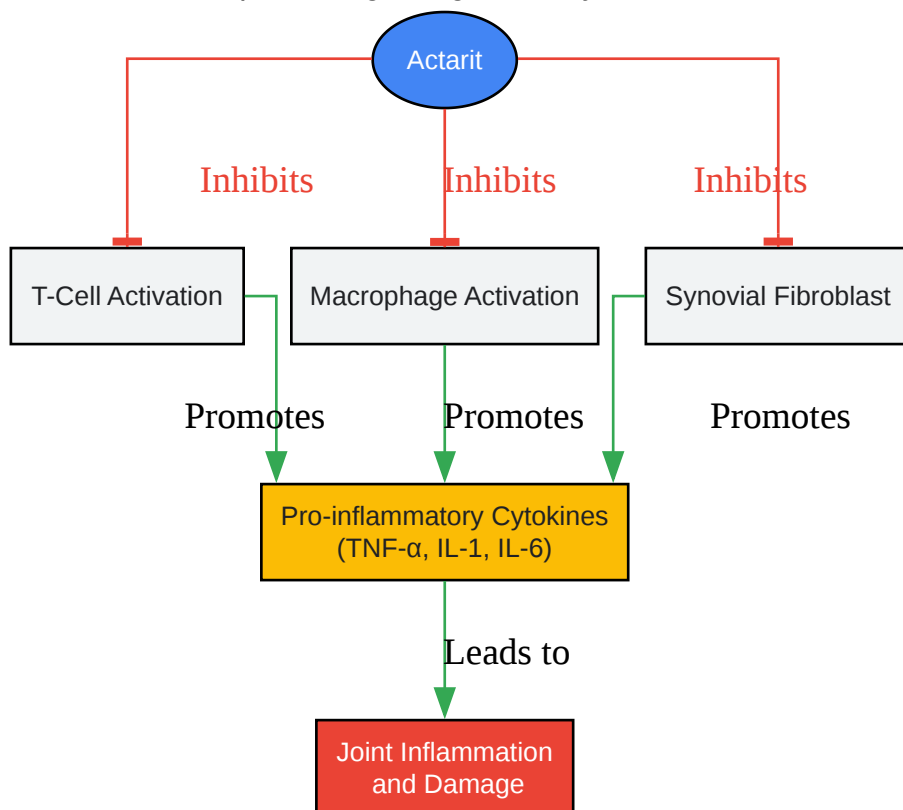 Actarit
Inhibits
Inhibits
Inhibits
T-Cell Activation
Macrophage Activation
Synovial Fibroblast
Promotes
Promotes
Promotes
Pro-inflammatory Cytokines
(TNF-α, IL-1, IL-6)
Leads to
Joint Inflammation
and Damage